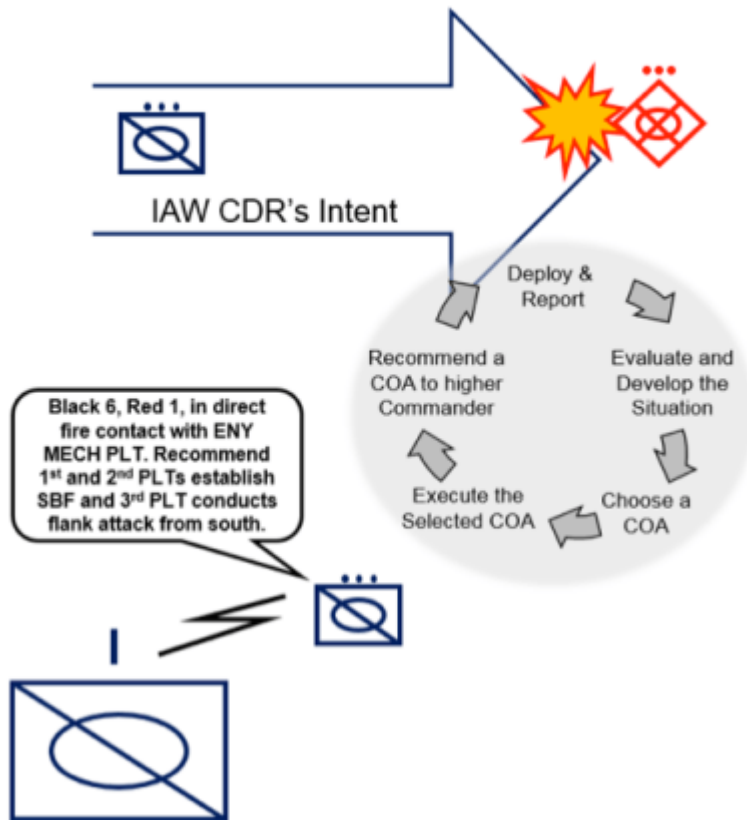 IAW CDR's Intent
Deploy &
Report
Evaluate and
Develop the
Situation
Choose a
COA
Execute the
Selected COA
Recommend a
COA to higher
Commander
Black 6, Red 1, in direct
fire contact with ENY
MECH PLT. Recommend
1st and 2nd PLTs establish
SBF and 3rd PLT conducts
flank attack from south.
I